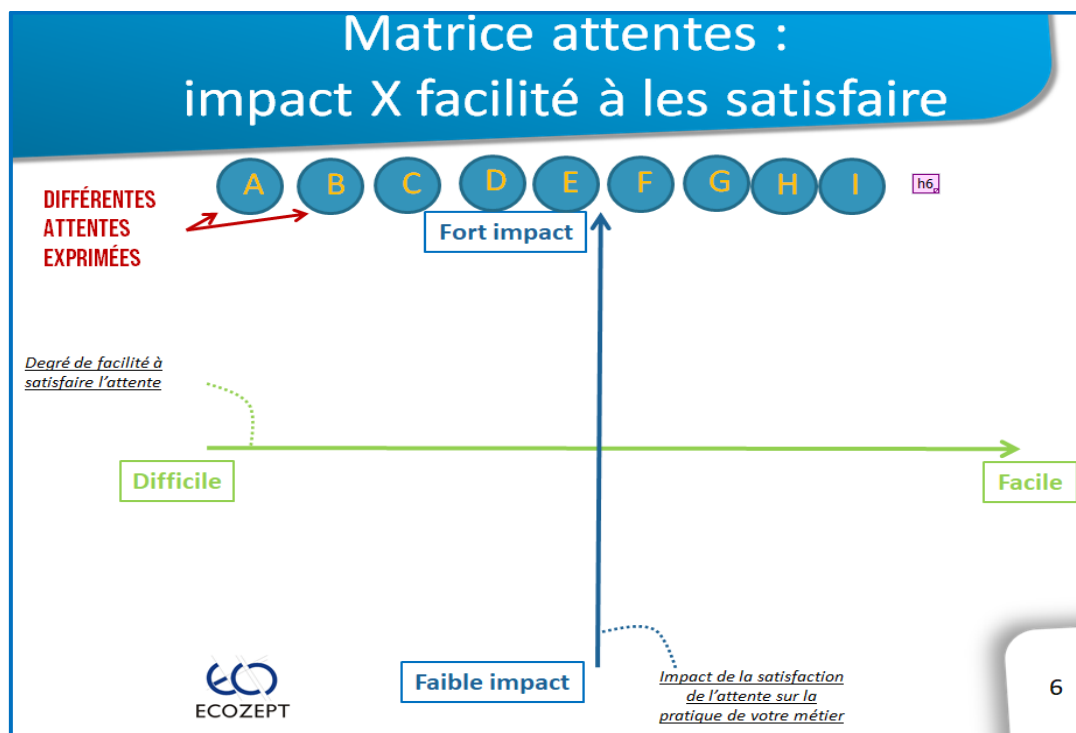 Matrice attentes :
impact X facilité à les satisfaire
A B C D E F G H I
h6
DIFFÉRENTES
ATTENTES
EXPRIMÉES
Fort impact
Degré de facilité à
satisfaire l'attente
Difficile
Facile
Faible impact
Impact de la satisfaction
de l'attente sur la
pratique de votre métier
ECO
ECOZEPT
6